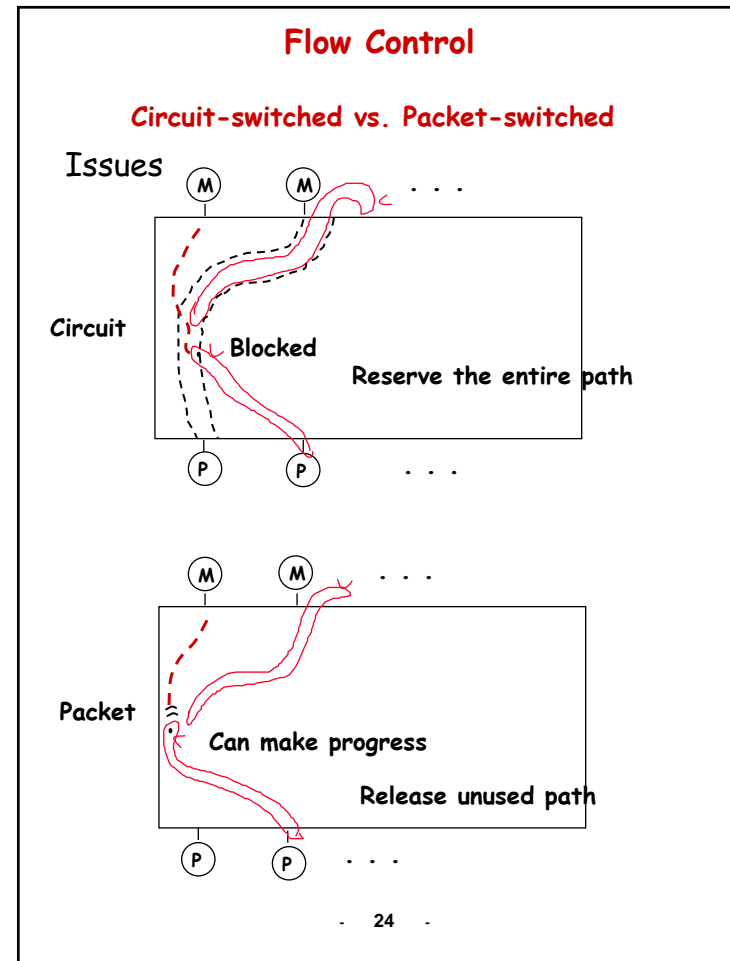 Flow Control
Circuit-switched vs. Packet-switched
Issues
M M . . .
Circuit
Blocked
Reserve the entire path
P P . . .
M M . . .
Packet
Can make progress
Release unused path
P P . . .
- 24 -